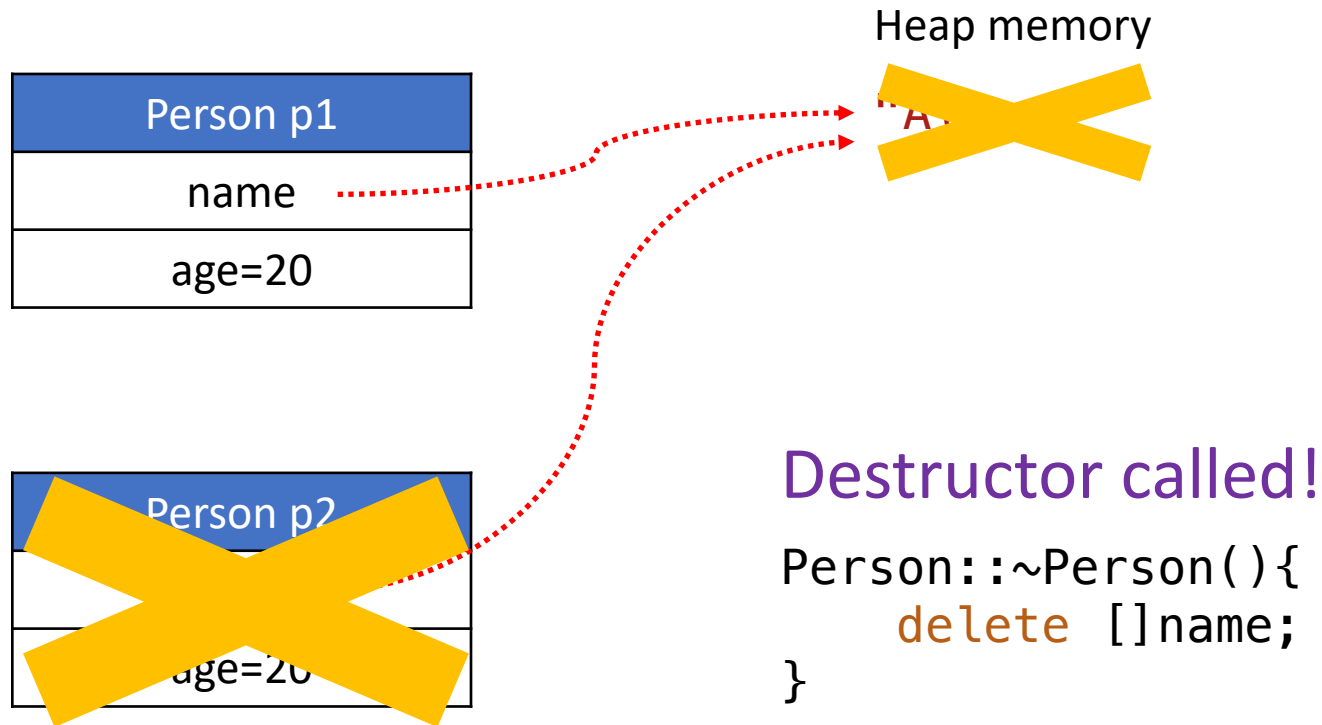 Heap memory
Person p1
"A
name
age=20
Person p2
age=20
Destructor called!
Person::~Person(){
    delete []name;
}